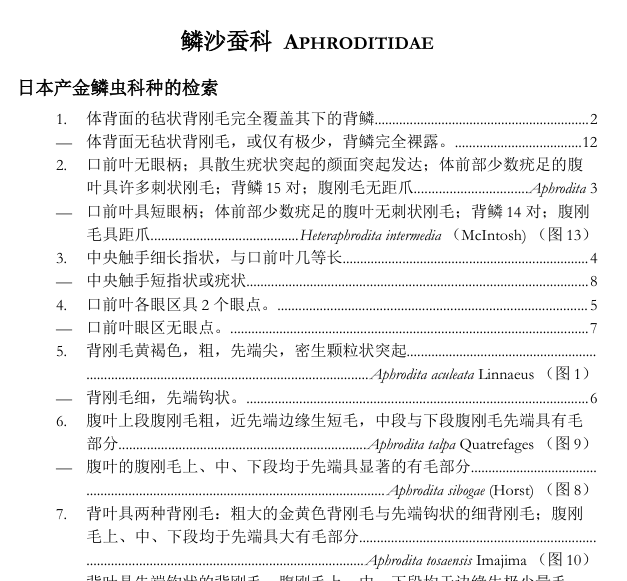 鳞沙蚕科 APHRODITIDAE
日本产金鳞虫科种的检索
1. 体背面的毡状背刚毛完全覆盖其下的背鳞......2
— 体背面无毡状背刚毛，或仅有极少，背鳞完全裸露。......12
2. 口前叶无眼柄；具散生疣状突起的颜面突起发达；体前部少数疣足的腹
叶具许多刺状刚毛；背鳞 15 对；腹刚毛无距爪......Aphrodita 3
— 口前叶具短眼柄；体前部少数疣足的腹叶无刺状刚毛；背鳞 14 对；腹刚
毛具距爪......Heteraphrodita intermedia （McIntosh) （图 13）
3. 中央触手细长指状，与口前叶几等长......4
— 中央触手短指状或疣状......8
4. 口前叶各眼区具 2 个眼点。......5
— 口前叶眼区无眼点。......7
5. 背刚毛黄褐色，粗，先端尖，密生颗粒状突起......
......Aphrodita aculeata Linnaeus （图 1）
— 背刚毛细，先端钩状。......6
6. 腹叶上段腹刚毛粗，近先端边缘生短毛，中段与下段腹刚毛先端具有毛
部分......Aphrodita talpa Quatrefages （图 9）
— 腹叶的腹刚毛上、中、下段均于先端具显著的有毛部分......
......Aphrodita sibogae (Horst) （图 8）
7. 背叶具两种背刚毛：粗大的金黄色背刚毛与先端钩状的细背刚毛；腹刚
毛上、中、下段均于先端具大有毛部分......
......Aphrodita tosaensis Imajima （图 10）